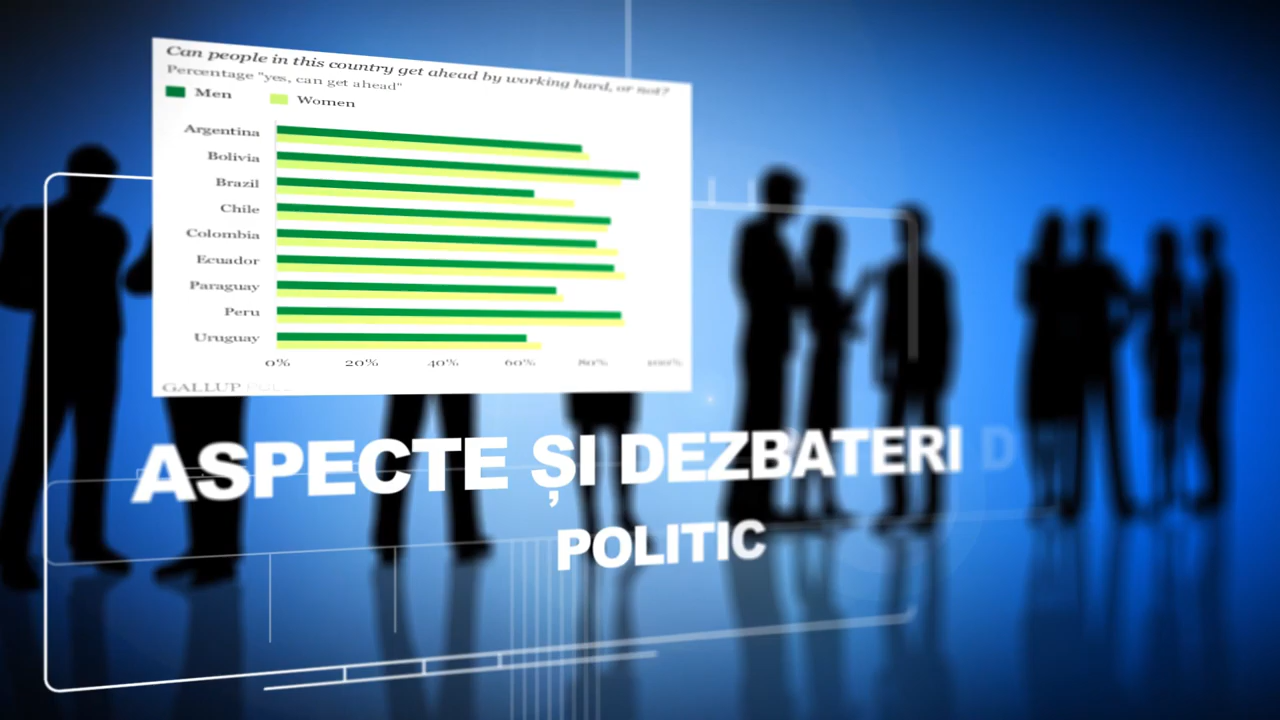 Can people in this country get ahead by working hard, or not?
Percentage "yes, can get ahead"
Men Women
Argentina
Bolivia
Brazil
Chile
Colombia
Ecuador
Paraguay
Peru
Uruguay
0% 20% 40% 60% 80% 100%
GALLUP
ASPECTE ȘI DEZBATERI D
POLITIC